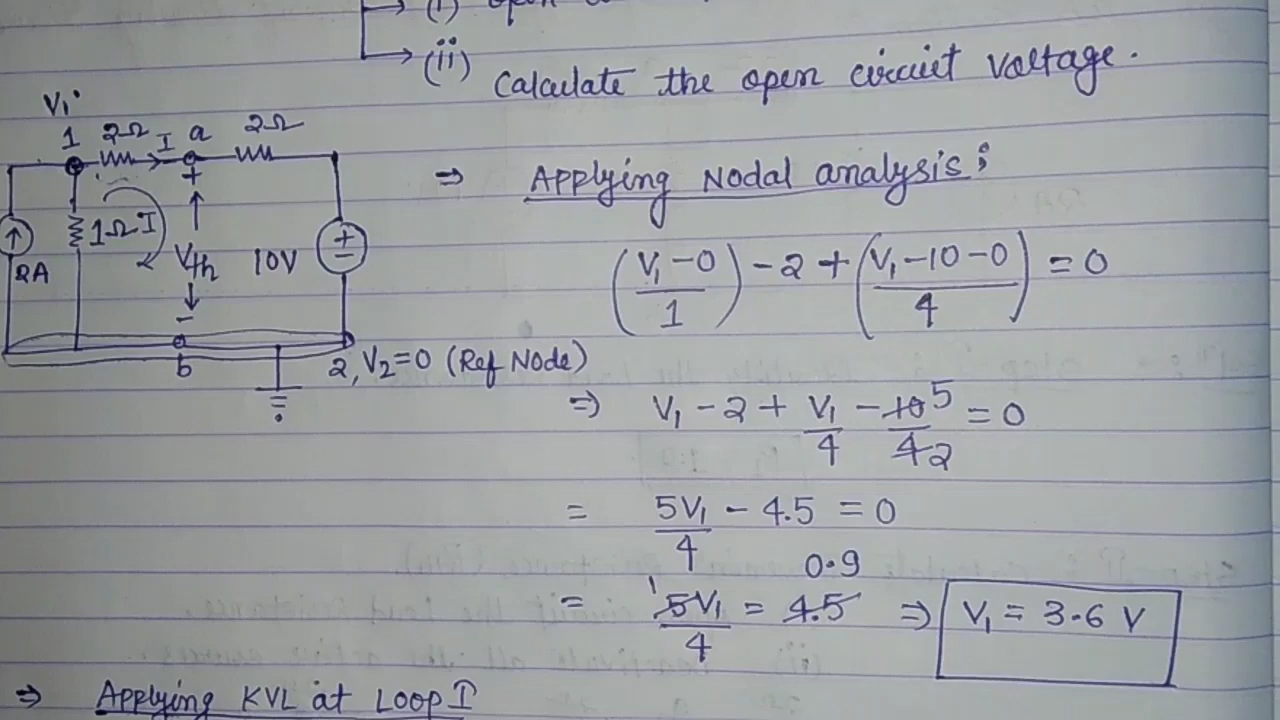 (i) open
(ii) Calculate the open circuit voltage.
V₁
1 2Ω I a 2Ω
+
⇒ Applying Nodal analysis:
2A 1Ω I Vth 10V + −
(V₁ − 0 / 1) − 2 + (V₁ − 10 − 0 / 4) = 0
−
b 2, V₂ = 0 (Ref Node)
⇒ V₁ − 2 + V₁/4 − 10/4 5/2 = 0
= 5V₁/4 − 4.5 = 0
0.9
= 1 5V₁/4 = 4.5 ⇒ V₁ = 3.6 V
⇒ Applying KVL at Loop I